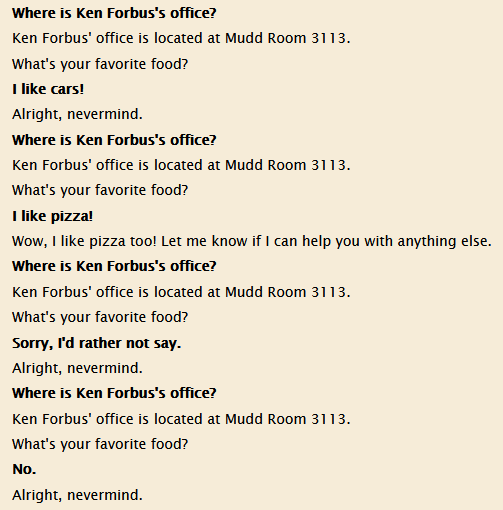 Where is Ken Forbus's office?
Ken Forbus' office is located at Mudd Room 3113.
What's your favorite food?
I like cars!
Alright, nevermind.
Where is Ken Forbus's office?
Ken Forbus' office is located at Mudd Room 3113.
What's your favorite food?
I like pizza!
Wow, I like pizza too! Let me know if I can help you with anything else.
Where is Ken Forbus's office?
Ken Forbus' office is located at Mudd Room 3113.
What's your favorite food?
Sorry, I'd rather not say.
Alright, nevermind.
Where is Ken Forbus's office?
Ken Forbus' office is located at Mudd Room 3113.
What's your favorite food?
No.
Alright, nevermind.